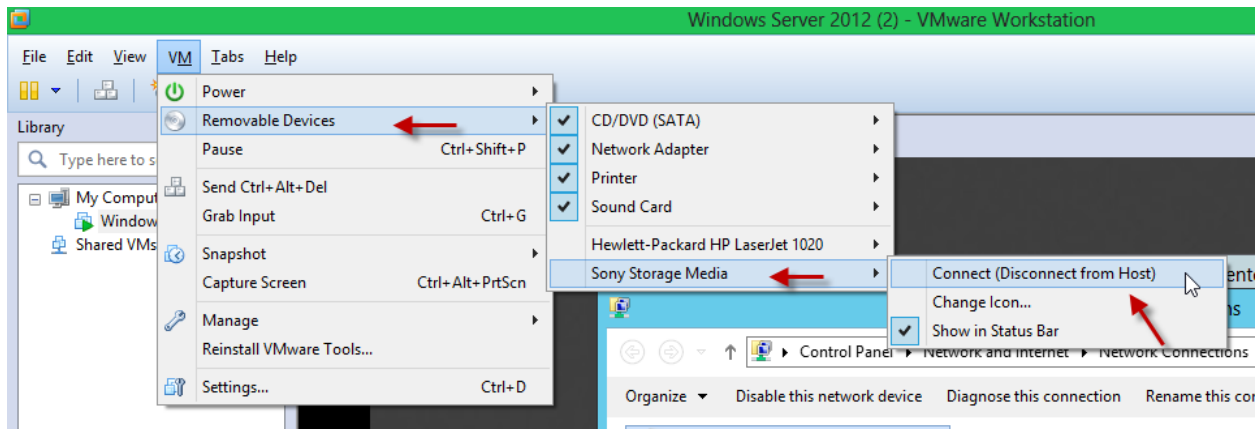 Windows Server 2012 (2) - VMware Workstation
File Edit View VM Tabs Help
Library
Type here to s
My Comput
Window
Shared VMs
Power
Removable Devices
Pause Ctrl+Shift+P
Send Ctrl+Alt+Del
Grab Input Ctrl+G
Snapshot
Capture Screen Ctrl+Alt+PrtScn
Manage
Reinstall VMware Tools...
Settings... Ctrl+D
CD/DVD (SATA)
Network Adapter
Printer
Sound Card
Hewlett-Packard HP LaserJet 1020
Sony Storage Media
Connect (Disconnect from Host)
Change Icon...
Show in Status Bar
Control Panel Network and Internet Network Connections
Organize Disable this network device Diagnose this connection Rename this con